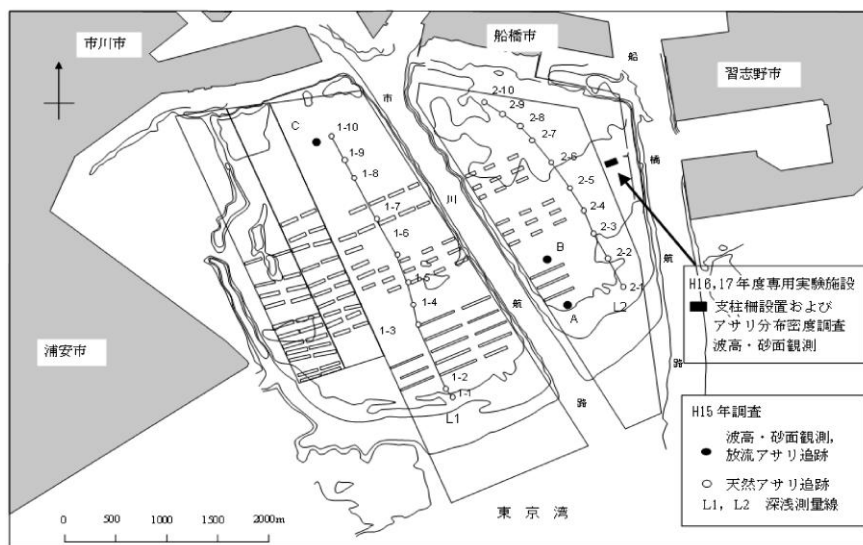 市川市
船橋市
習志野市
浦安市
船
橋
航
路
市
川
航
路
C
1-10
1-9
1-8
1-7
1-6
1-5
1-4
1-3
1-2
1-1
L1
2-10
2-9
2-8
2-7
2-6
2-5
2-4
2-3
2-2
2-1
L2
B
A
H16,17年度専用実験施設
支柱柵設置および
アサリ分布密度調査
波高・砂面観測
H15年調査
波高・砂面観測,
放流アサリ追跡
天然アサリ追跡
L1, L2 深浅測量線
東京湾
0 500 1000 1500 2000m